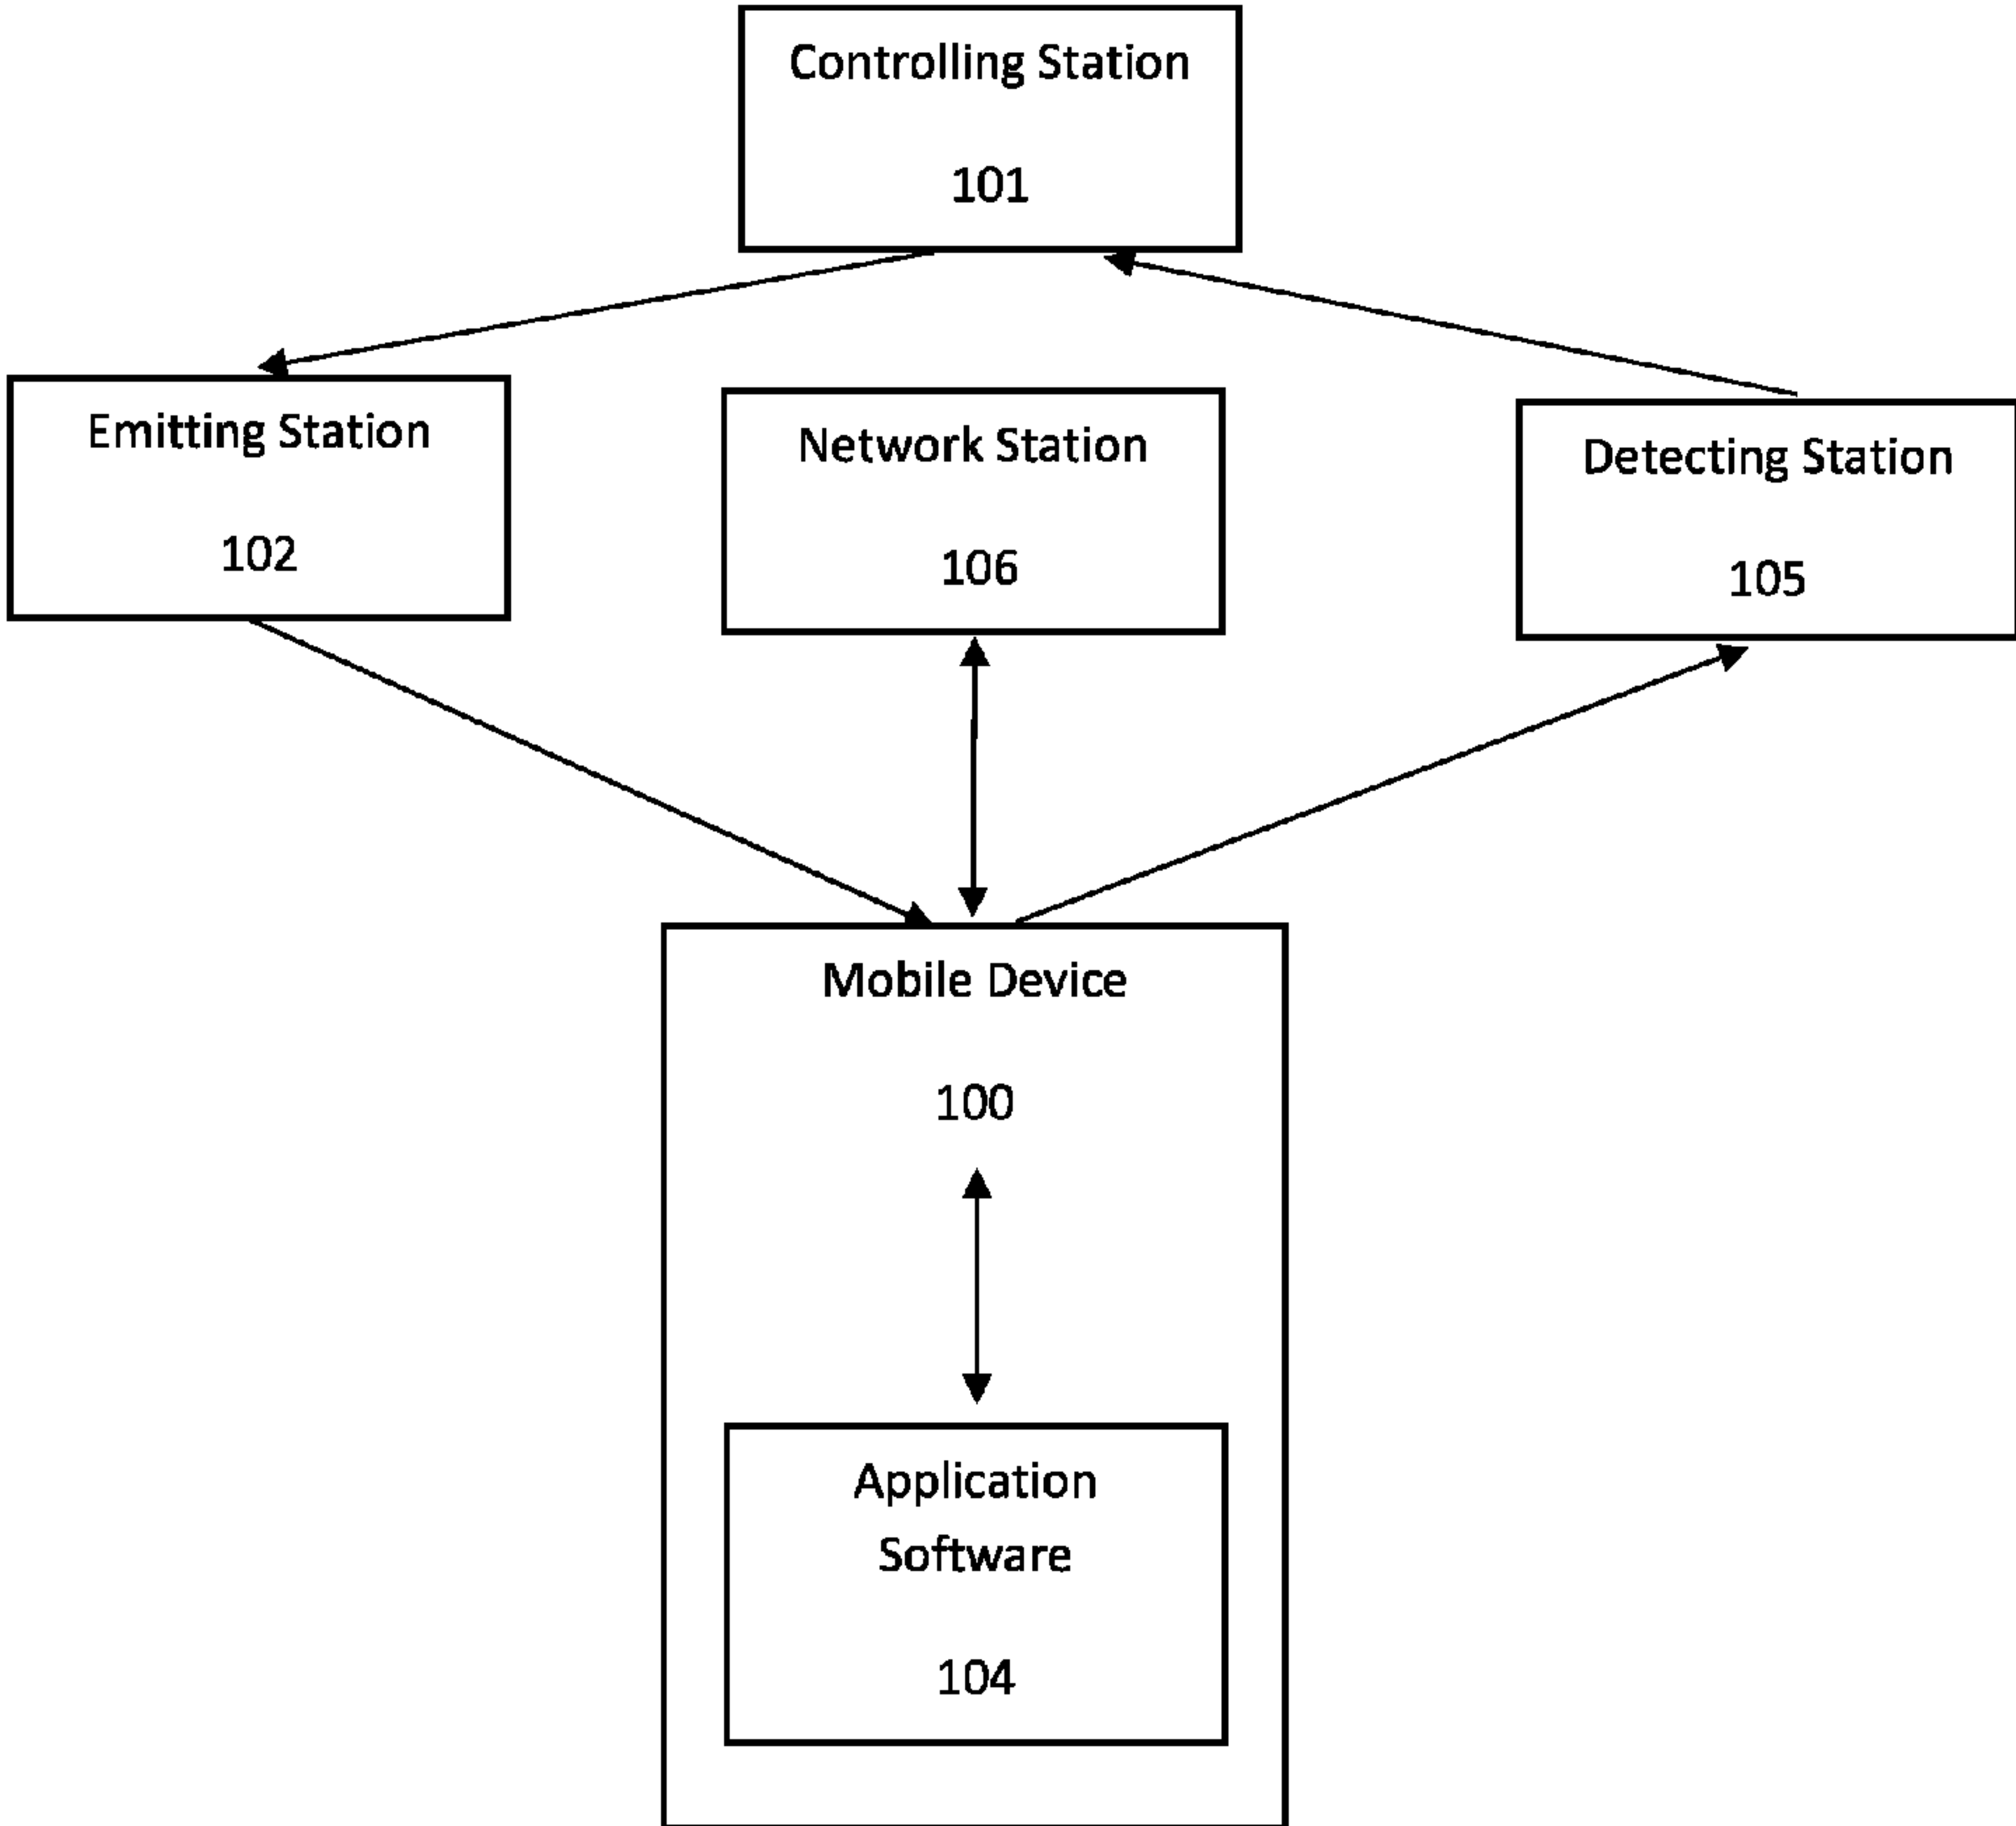 Controlling Station
101
Emitting Station
102
Network Station
106
Detecting Station
105
Mobile Device
100
Application
Software
104